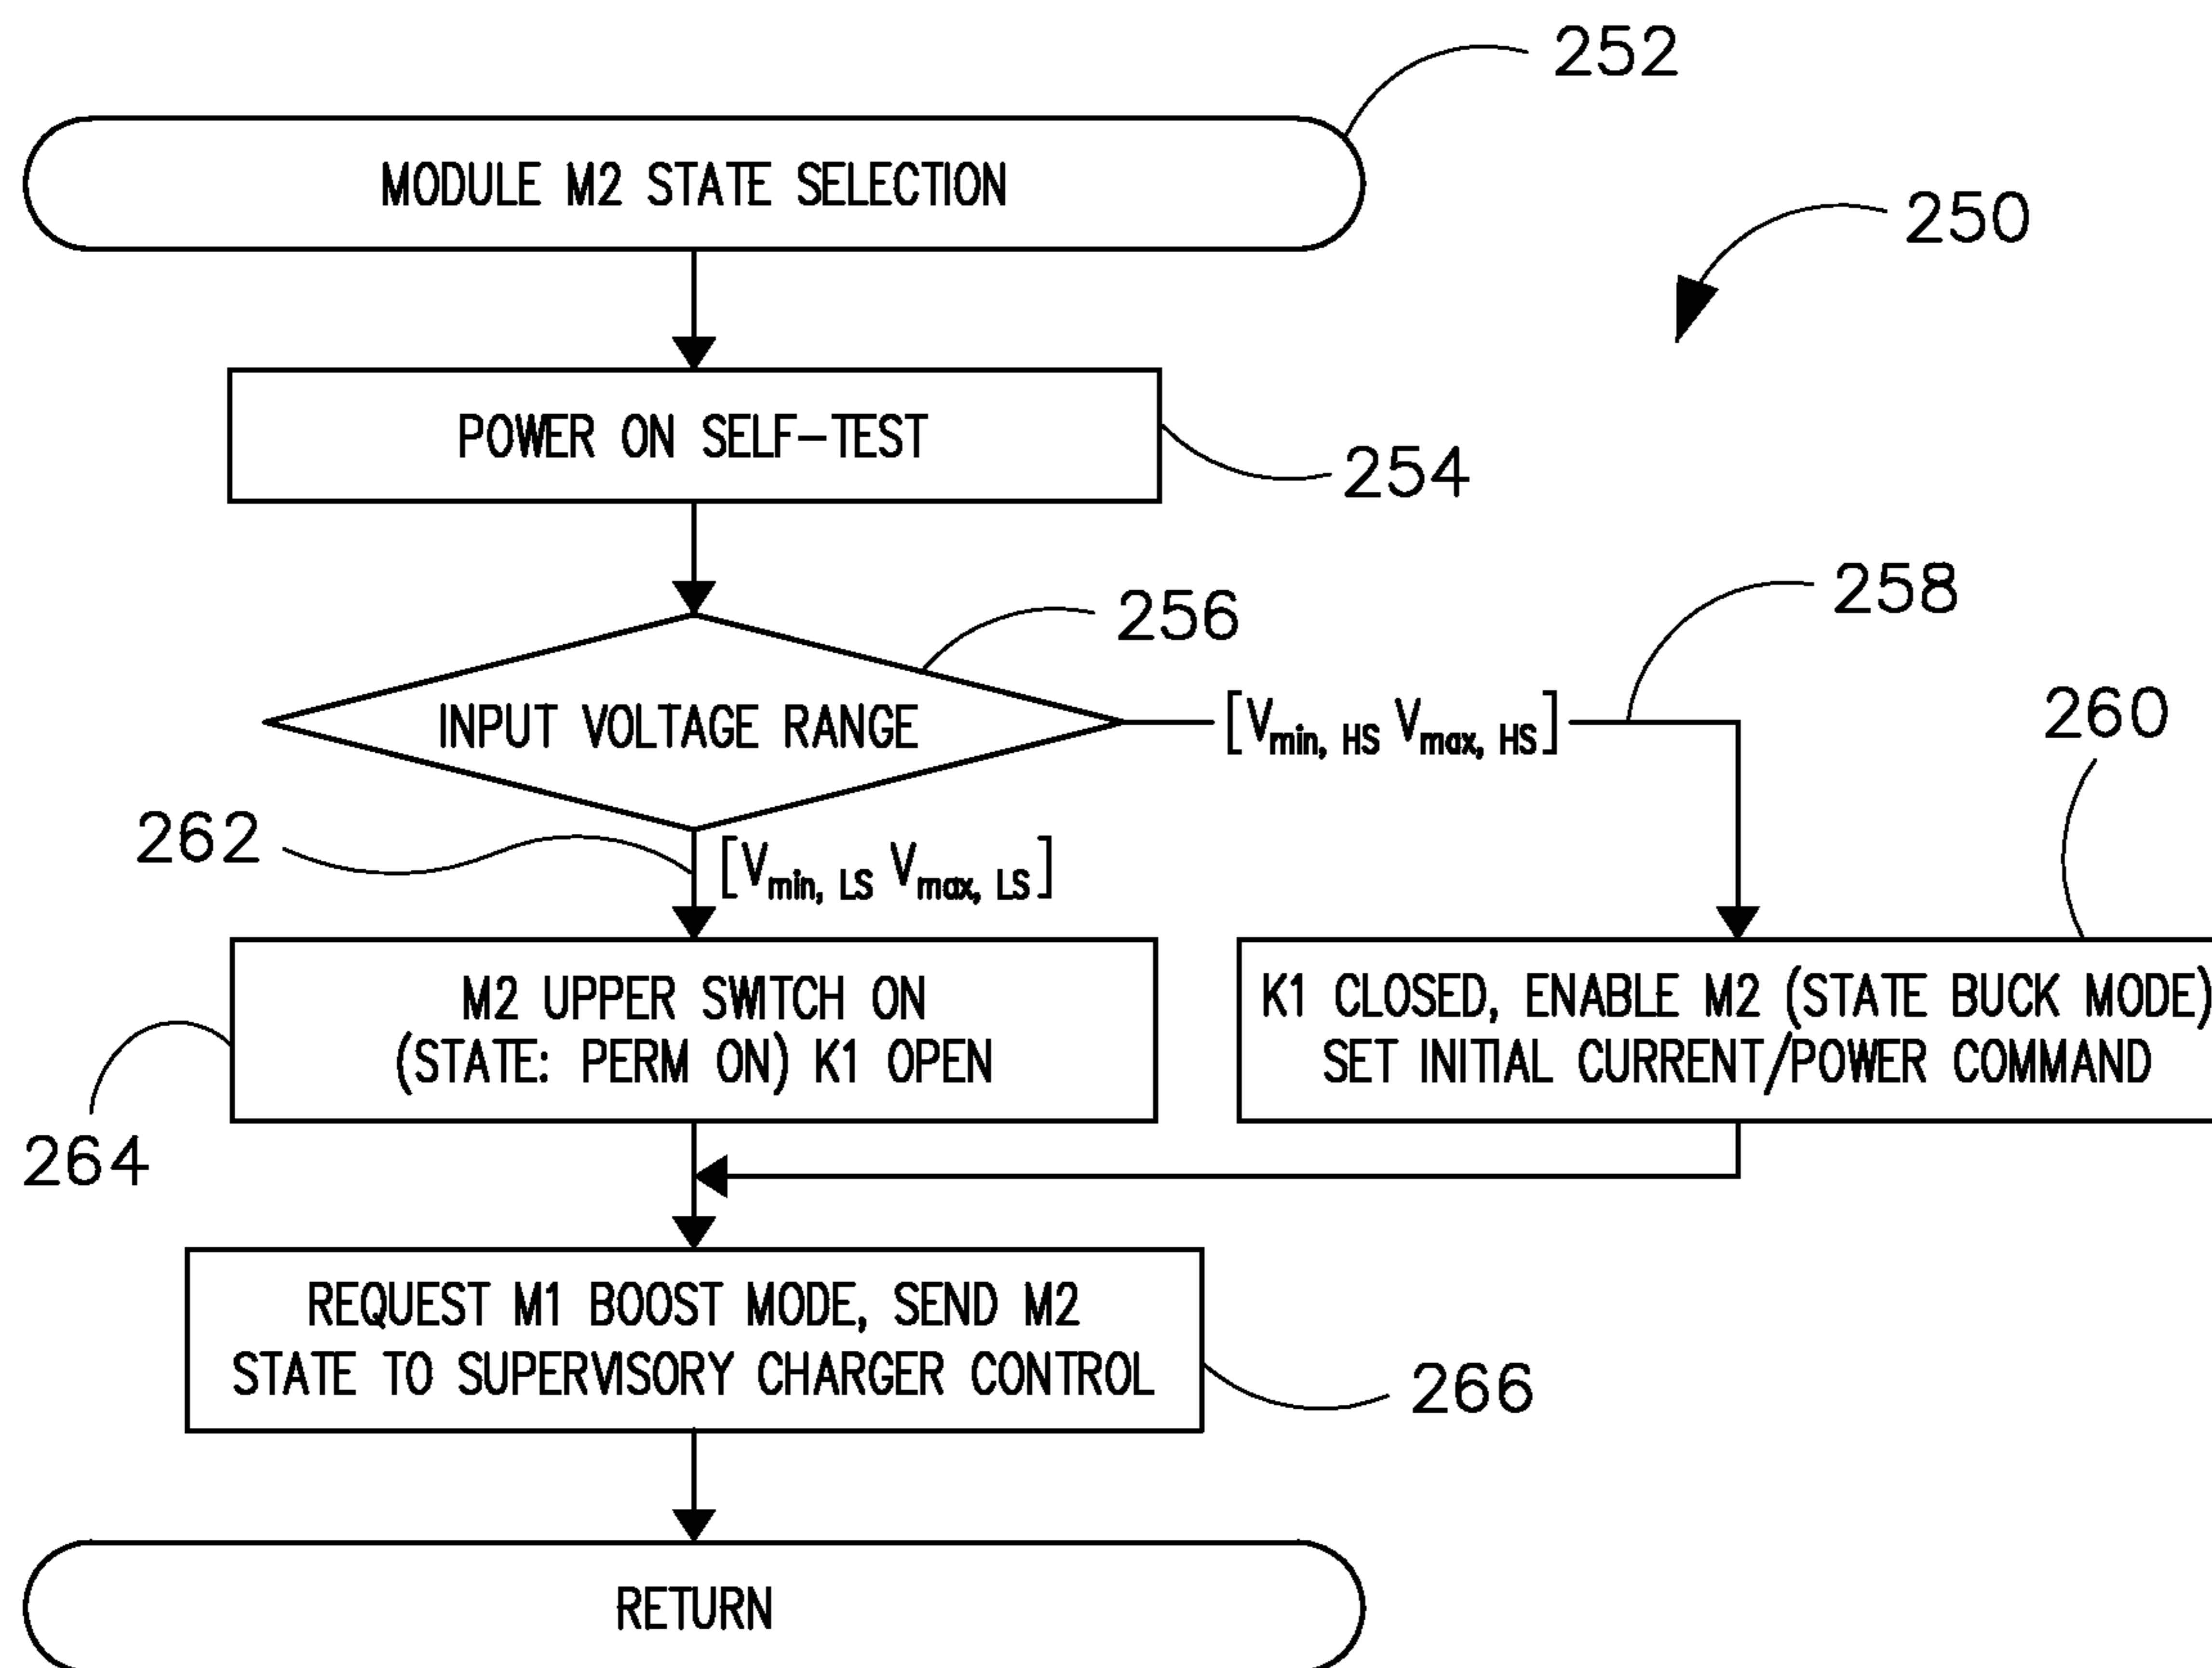 252
MODULE M2 STATE SELECTION
250
POWER ON SELF-TEST
254
256
258
INPUT VOLTAGE RANGE
[Vmin, HS Vmax, HS]
260
262
[Vmin, LS Vmax, LS]
M2 UPPER SWITCH ON
(STATE: PERM ON) K1 OPEN
264
K1 CLOSED, ENABLE M2 (STATE BUCK MODE)
SET INITIAL CURRENT/POWER COMMAND
REQUEST M1 BOOST MODE, SEND M2
STATE TO SUPERVISORY CHARGER CONTROL
266
RETURN